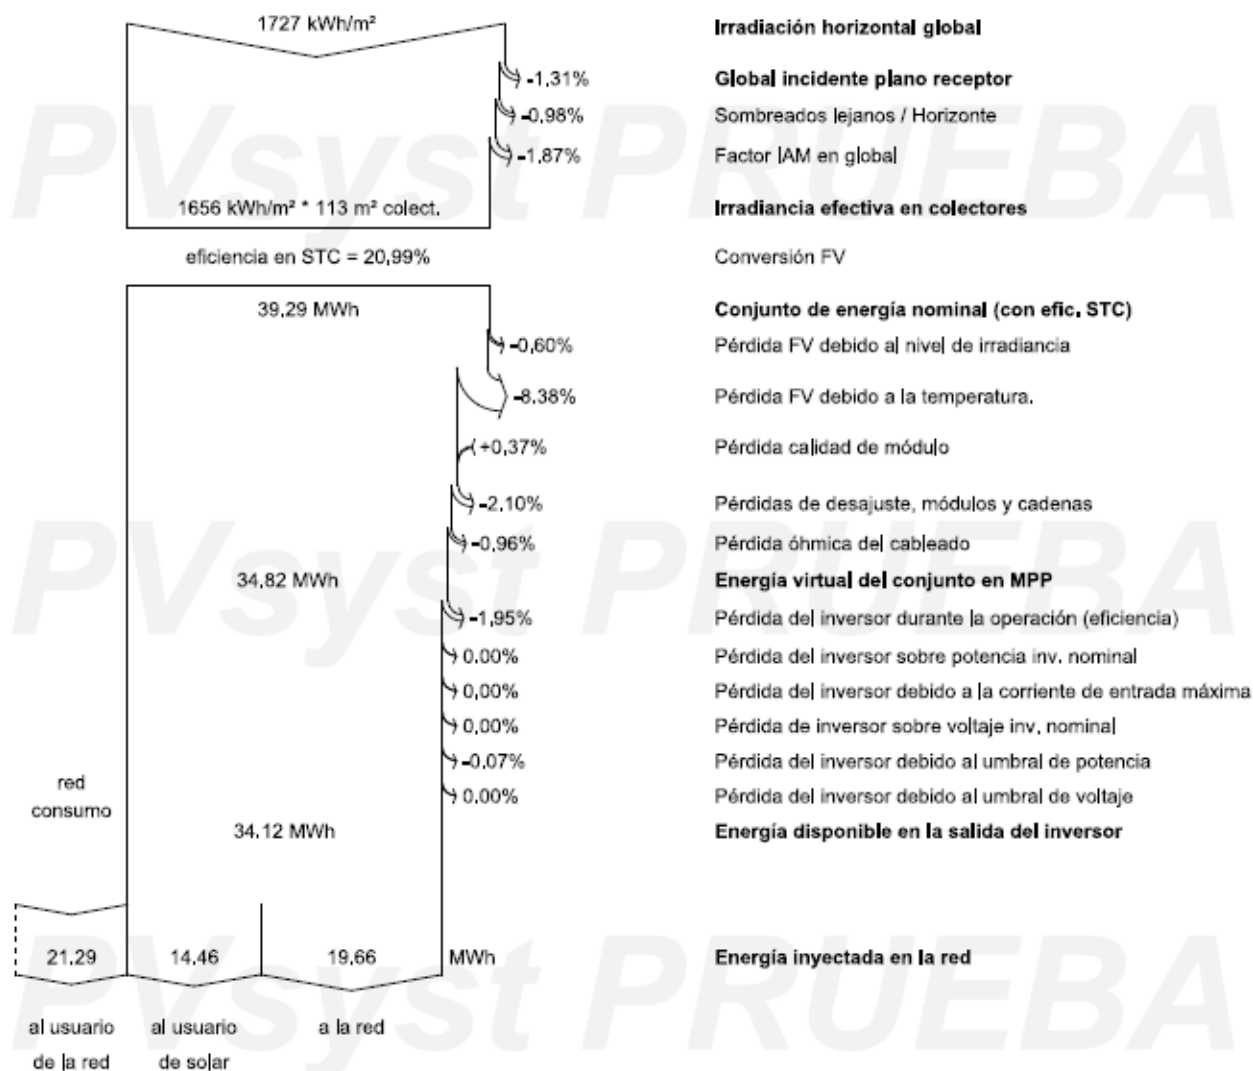 1727 kWh/m² Irradiación horizontal global
-1.31% Global incidente plano receptor
-0.98% Sombreados lejanos / Horizonte
-1.87% Factor IAM en global
PVsyst PRUEBA
1656 kWh/m² * 113 m² colect. Irradiancia efectiva en colectores
eficiencia en STC = 20,99% Conversión FV
39.29 MWh Conjunto de energía nominal (con efic. STC)
-0,60% Pérdida FV debido al nivel de irradiancia
-8.38% Pérdida FV debido a la temperatura.
+0,37% Pérdida calidad de módulo
-2.10% Pérdidas de desajuste, módulos y cadenas
-0,96% Pérdida óhmica del cableado
PVsyst PRUEBA
34.82 MWh Energía virtual del conjunto en MPP
-1,95% Pérdida del inversor durante la operación (eficiencia)
0.00% Pérdida del inversor sobre potencia inv. nominal
0,00% Pérdida del inversor debido a la corriente de entrada máxima
0,00% Pérdida de inversor sobre voltaje inv. nominal
-0.07% Pérdida del inversor debido al umbral de potencia
0.00% Pérdida del inversor debido al umbral de voltaje
red
consumo
34.12 MWh Energía disponible en la salida del inversor
21.29 14.46 19.66 MWh Energía inyectada en la red
PVsyst PRUEBA
al usuario al usuario a la red
de la red de solar